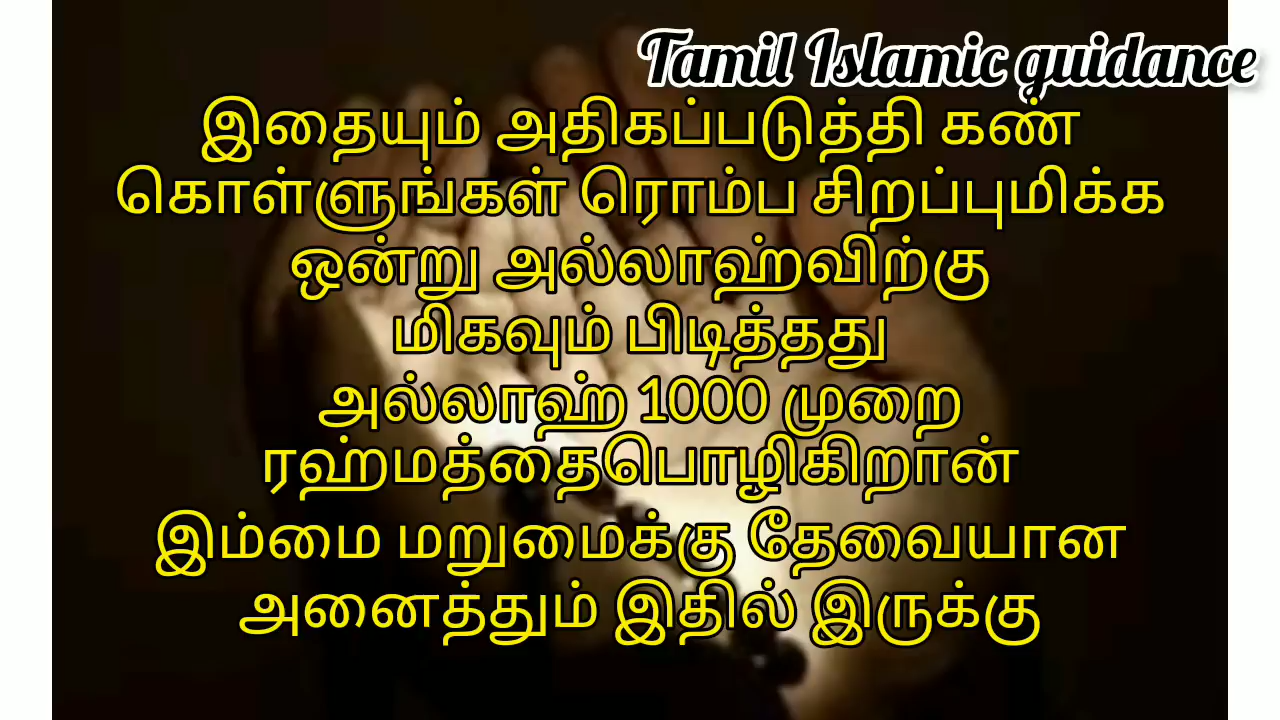 Tamil Islamic guidance
இதையும் அதிகப்படுத்தி கண்
கொள்ளுங்கள் ரொம்ப சிறப்புமிக்க
ஒன்று அல்லாஹ்விற்கு
மிகவும் பிடித்தது
அல்லாஹ் 1000 முறை
ரஹ்மத்தைபொழிகிறான்
இம்மை மறுமைக்கு தேவையான
அனைத்தும் இதில் இருக்கு